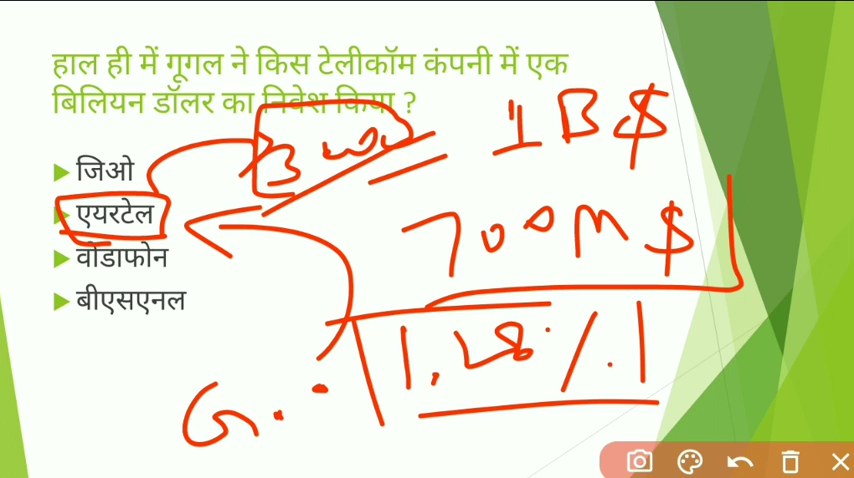 हाल ही में गूगल ने किस टेलीकॉम कंपनी में एक
बिलियन डॉलर का निवेश किया ?
जिओ
एयरटेल
वोडाफोन
बीएसएनल
1B$
700M$
1.28%
G..